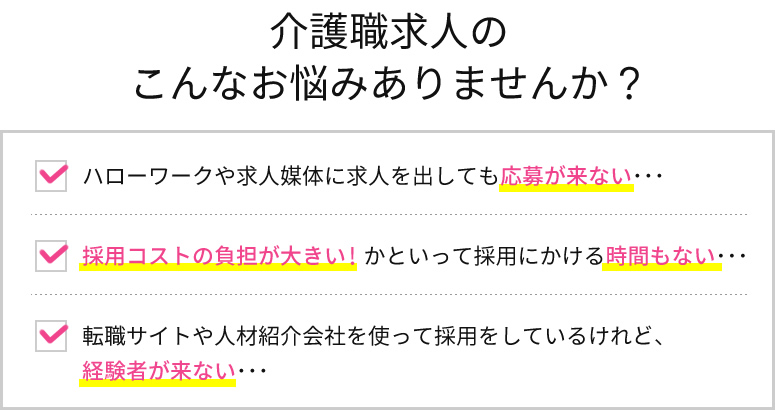 介護職求人の
こんなお悩みありませんか？
ハローワークや求人媒体に求人を出しても応募が来ない･･･
採用コストの負担が大きい！かといって採用にかける時間もない･･･
転職サイトや人材紹介会社を使って採用をしているけれど、
経験者が来ない･･･